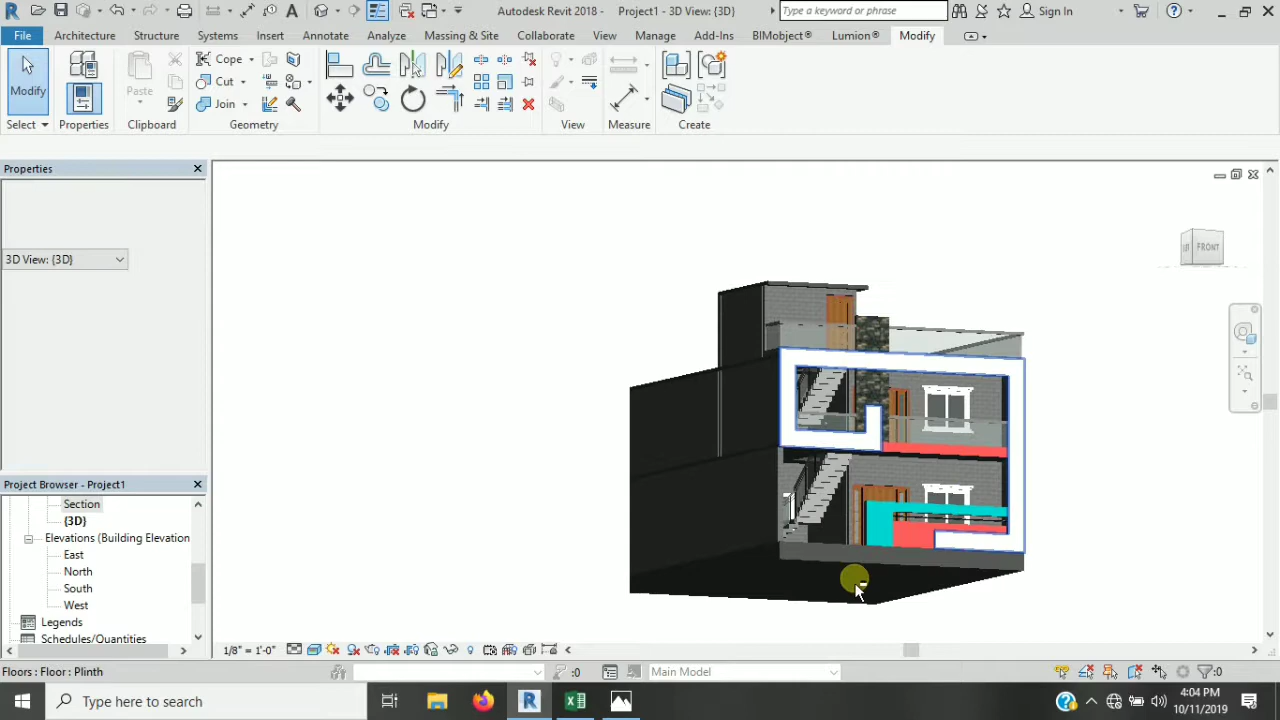 Autodesk Revit 2018 - Project1 - 3D View: {3D}
Type a keyword or phrase
Sign In
File Architecture Structure Systems Insert Annotate Analyze Massing & Site Collaborate View Manage Add-Ins BIMobject® Lumion® Modify
Modify
Paste
Cope
Cut
Join
Select Properties Clipboard Geometry Modify View Measure Create
Properties
3D View: {3D}
FRONT
Project Browser - Project1
Section
{3D}
Elevations (Building Elevation
East
North
South
West
Legends
Schedules/Quantities
1/8" = 1'-0"
Floors : Floor : Plinth
:0
Main Model
:0
Type here to search
4:04 PM
10/11/2019